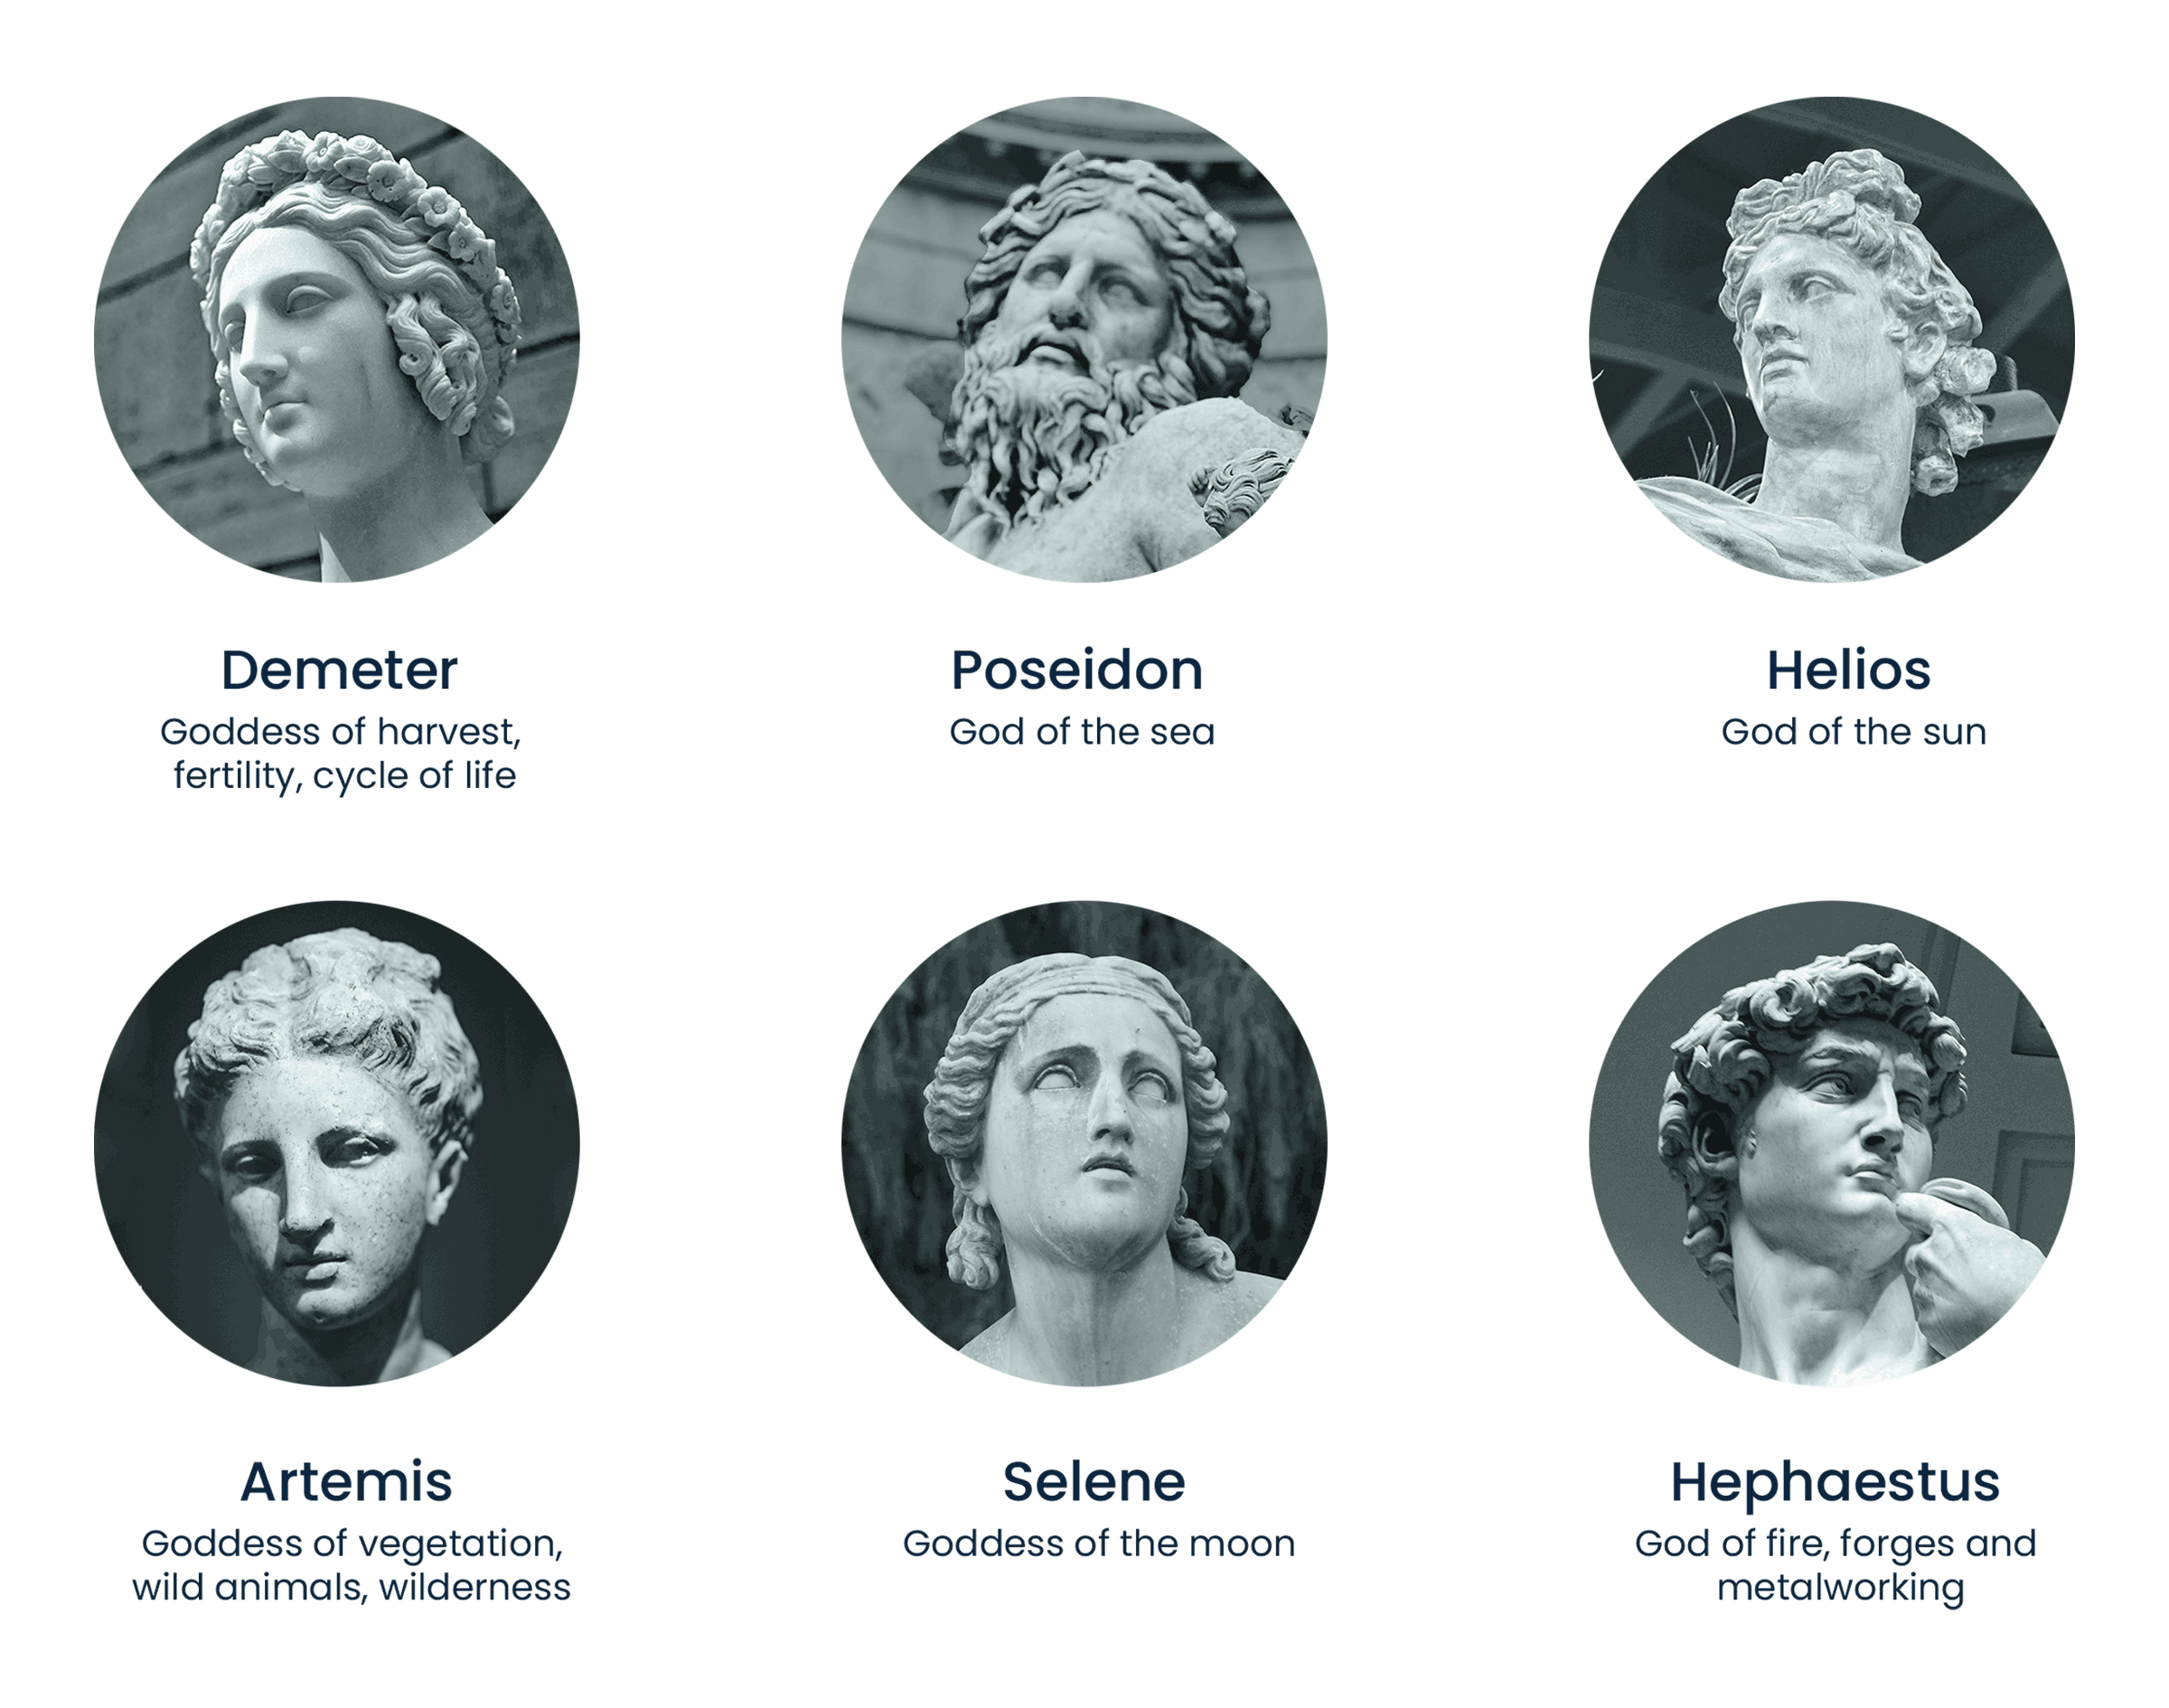 Demeter
Goddess of harvest,
fertility, cycle of life
Poseidon
God of the sea
Helios
God of the sun
Artemis
Goddess of vegetation,
wild animals, wilderness
Selene
Goddess of the moon
Hephaestus
God of fire, forges and
metalworking